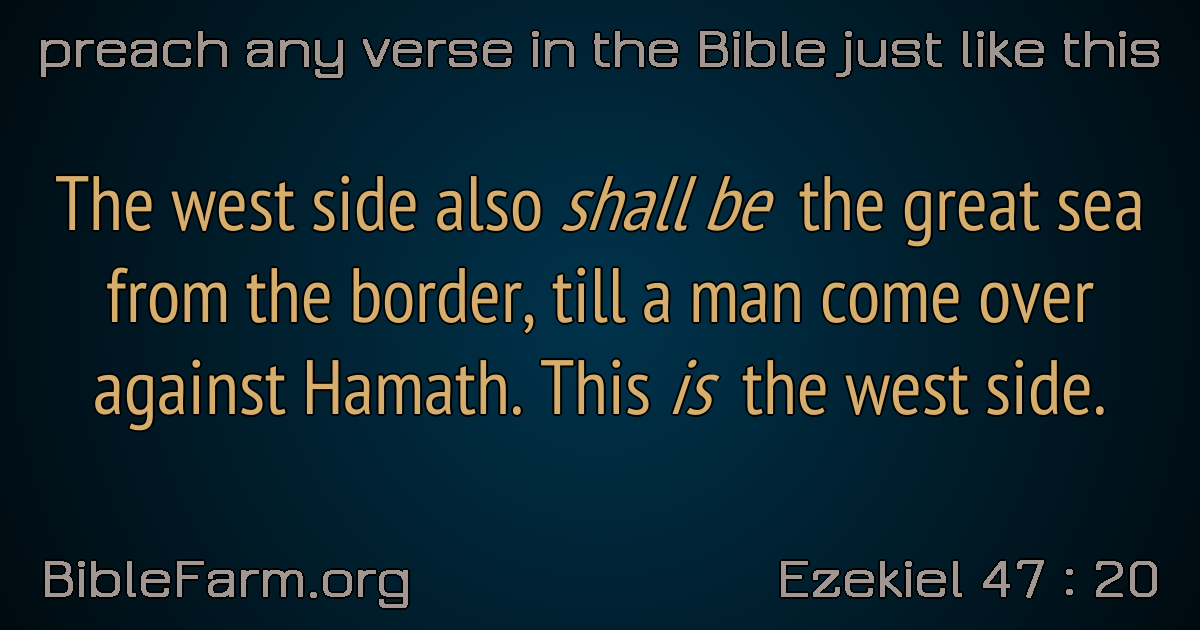 preach any verse in the Bible just like this
The west side also shall be the great sea
from the border, till a man come over
against Hamath. This is the west side.
BibleFarm.org
Ezekiel 47 : 20